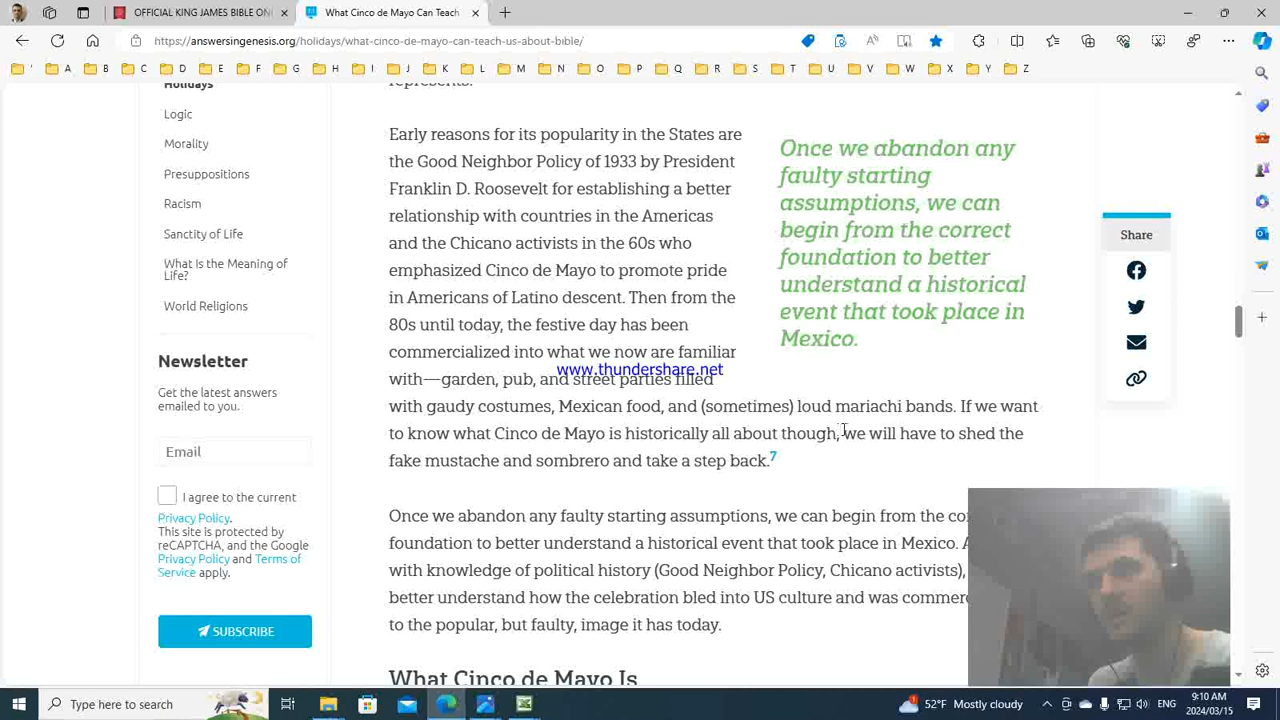 OFFICIAL KING JAMES BIBLE ONL
What Cinco de Mayo Can Teach Us
https://answersingenesis.org/holidays/what-cinco-de-mayo-can-teach-us-about-bible/
A B C D E F G H I J K L M N O P Q R S T U V W X Y Z
Holidays
Logic
Morality
Presuppositions
Racism
Sanctity of Life
What Is the Meaning of
Life?
World Religions
Newsletter
Get the latest answers
emailed to you.
Email
I agree to the current
Privacy Policy.
This site is protected by
reCAPTCHA, and the Google
Privacy Policy and Terms of
Service apply.
SUBSCRIBE
represents.
Early reasons for its popularity in the States are
the Good Neighbor Policy of 1933 by President
Franklin D. Roosevelt for establishing a better
relationship with countries in the Americas
and the Chicano activists in the 60s who
emphasized Cinco de Mayo to promote pride
in Americans of Latino descent. Then from the
80s until today, the festive day has been
commercialized into what we now are familiar
with—garden, pub, and street parties filled
with gaudy costumes, Mexican food, and (sometimes) loud mariachi bands. If we want
to know what Cinco de Mayo is historically all about though, we will have to shed the
fake mustache and sombrero and take a step back.7
www.thundershare.net
Once we abandon any
faulty starting
assumptions, we can
begin from the correct
foundation to better
understand a historical
event that took place in
Mexico.
Once we abandon any faulty starting assumptions, we can begin from the co
foundation to better understand a historical event that took place in Mexico. A
with knowledge of political history (Good Neighbor Policy, Chicano activists),
better understand how the celebration bled into US culture and was comme
to the popular, but faulty, image it has today.
What Cinco de Mayo Is
Share
Type here to search
52°F Mostly cloudy
ENG
9:10 AM
2024/03/15